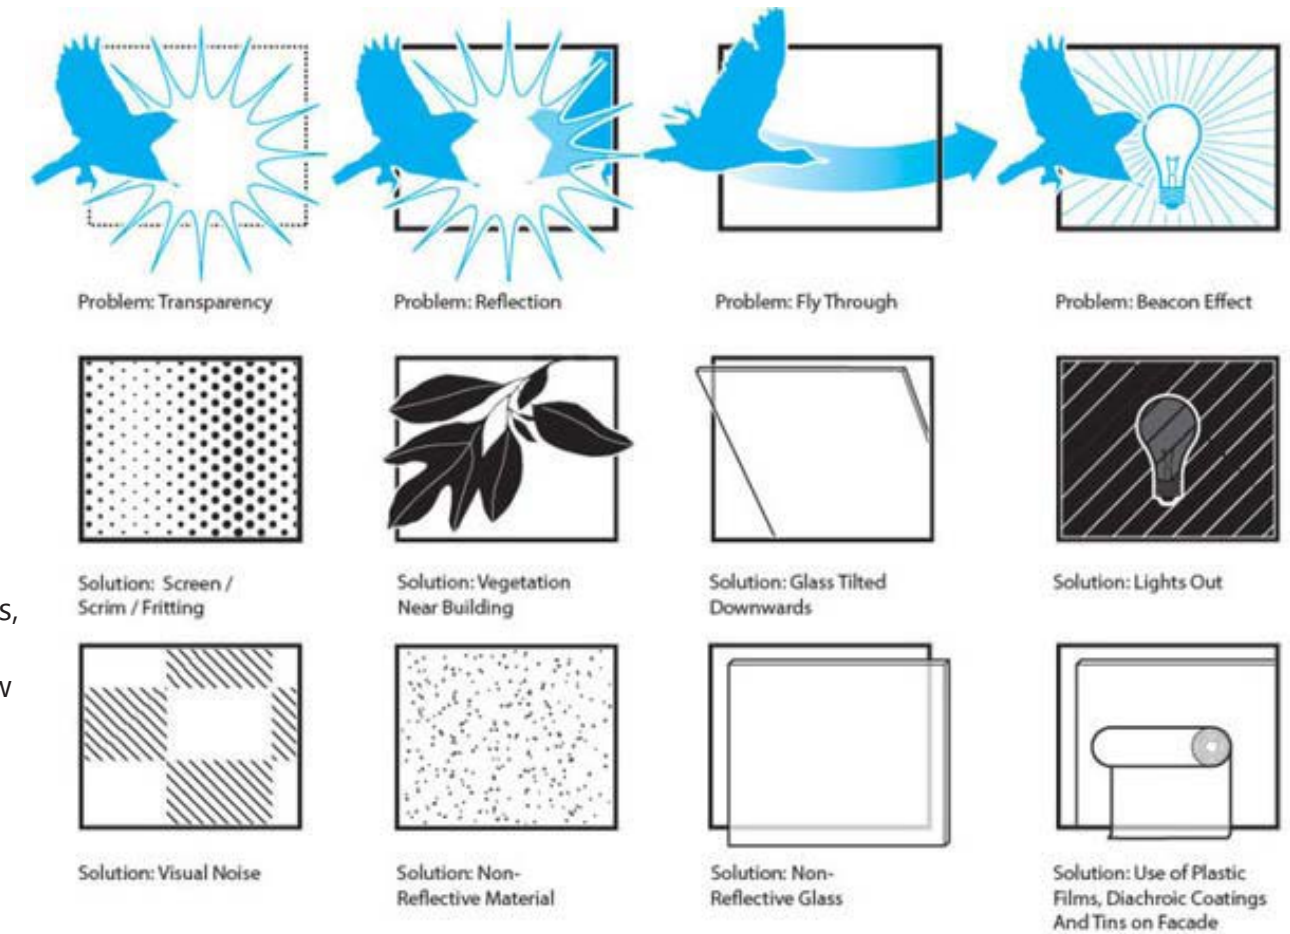 Problem: Transparency
Problem: Reflection
Problem: Fly Through
Problem: Beacon Effect
Solution: Screen /
Scrim / Fritting
Solution: Vegetation
Near Building
Solution: Glass Tilted
Downwards
Solution: Lights Out
s,
w
Solution: Visual Noise
Solution: Non-
Reflective Material
Solution: Non-
Reflective Glass
Solution: Use of Plastic
Films, Diachroic Coatings
And Tins on Facade